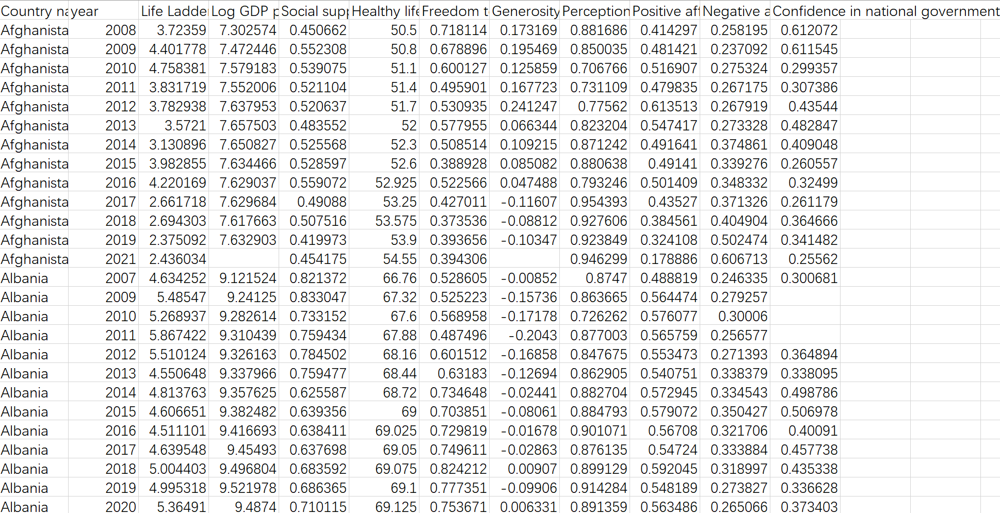 Country na year Life Ladde Log GDP p Social supp Healthy life Freedom t Generosity Perception Positive aff Negative a Confidence in national government
Afghanista 2008 3.72359 7.302574 0.450662 50.5 0.718114 0.173169 0.881686 0.414297 0.258195 0.612072
Afghanista 2009 4.401778 7.472446 0.552308 50.8 0.678896 0.195469 0.850035 0.481421 0.237092 0.611545
Afghanista 2010 4.758381 7.579183 0.539075 51.1 0.600127 0.125859 0.706766 0.516907 0.275324 0.299357
Afghanista 2011 3.831719 7.552006 0.521104 51.4 0.495901 0.167723 0.731109 0.479835 0.267175 0.307386
Afghanista 2012 3.782938 7.637953 0.520637 51.7 0.530935 0.241247 0.77562 0.613513 0.267919 0.43544
Afghanista 2013 3.5721 7.657503 0.483552 52 0.577955 0.066344 0.823204 0.547417 0.273328 0.482847
Afghanista 2014 3.130896 7.650827 0.525568 52.3 0.508514 0.109215 0.871242 0.491641 0.374861 0.409048
Afghanista 2015 3.982855 7.634466 0.528597 52.6 0.388928 0.085082 0.880638 0.49141 0.339276 0.260557
Afghanista 2016 4.220169 7.629037 0.559072 52.925 0.522566 0.047488 0.793246 0.501409 0.348332 0.32499
Afghanista 2017 2.661718 7.629684 0.49088 53.25 0.427011 -0.11607 0.954393 0.43527 0.371326 0.261179
Afghanista 2018 2.694303 7.617663 0.507516 53.575 0.373536 -0.08812 0.927606 0.384561 0.404904 0.364666
Afghanista 2019 2.375092 7.632903 0.419973 53.9 0.393656 -0.10347 0.923849 0.324108 0.502474 0.341482
Afghanista 2021 2.436034 0.454175 54.55 0.394306 0.946299 0.178886 0.606713 0.25562
Albania 2007 4.634252 9.121524 0.821372 66.76 0.528605 -0.00852 0.8747 0.488819 0.246335 0.300681
Albania 2009 5.48547 9.24125 0.833047 67.32 0.525223 -0.15736 0.863665 0.564474 0.279257
Albania 2010 5.268937 9.282614 0.733152 67.6 0.568958 -0.17178 0.726262 0.576077 0.30006
Albania 2011 5.867422 9.310439 0.759434 67.88 0.487496 -0.2043 0.877003 0.565759 0.256577
Albania 2012 5.510124 9.326163 0.784502 68.16 0.601512 -0.16858 0.847675 0.553473 0.271393 0.364894
Albania 2013 4.550648 9.337966 0.759477 68.44 0.63183 -0.12694 0.862905 0.540751 0.338379 0.338095
Albania 2014 4.813763 9.357625 0.625587 68.72 0.734648 -0.02441 0.882704 0.572945 0.334543 0.498786
Albania 2015 4.606651 9.382482 0.639356 69 0.703851 -0.08061 0.884793 0.579072 0.350427 0.506978
Albania 2016 4.511101 9.416693 0.638411 69.025 0.729819 -0.01678 0.901071 0.56708 0.321706 0.40091
Albania 2017 4.639548 9.45493 0.637698 69.05 0.749611 -0.02863 0.876135 0.54724 0.333884 0.457738
Albania 2018 5.004403 9.496804 0.683592 69.075 0.824212 0.00907 0.899129 0.592045 0.318997 0.435338
Albania 2019 4.995318 9.521978 0.686365 69.1 0.777351 -0.09906 0.914284 0.548189 0.273827 0.336628
Albania 2020 5.36491 9.4874 0.710115 69.125 0.753671 0.006331 0.891359 0.563486 0.265066 0.373403